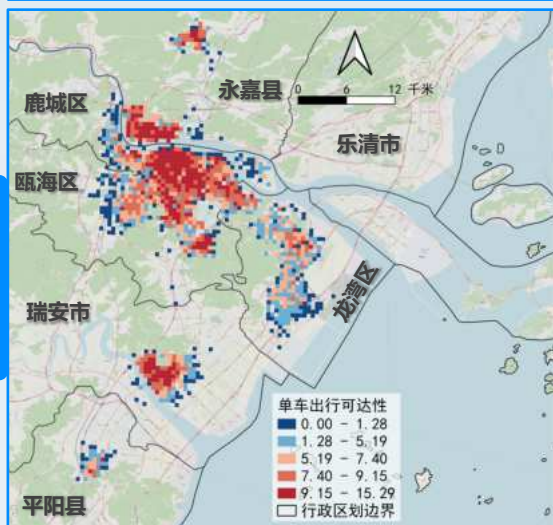 永嘉县
0 6 12 千米
鹿城区
乐清市
D
瓯海区
龙湾区
瑞安市
单车出行可达性
0.00 - 1.28
1.28 - 5.19
5.19 - 7.40
7.40 - 9.15
9.15 - 15.29
行政区划边界
平阳县